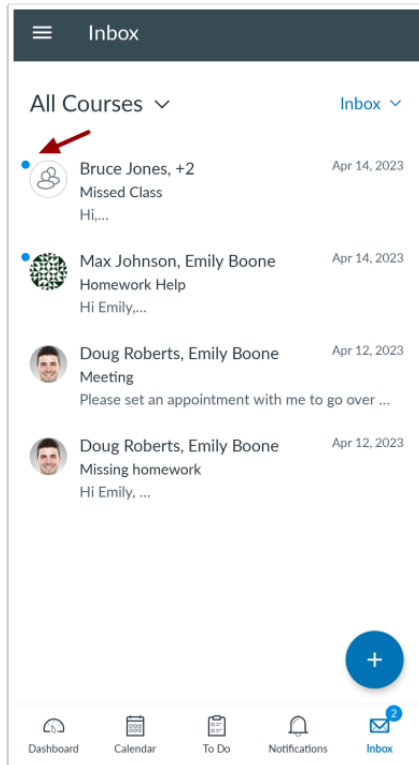 Inbox
All Courses
Inbox
Bruce Jones, +2
Apr 14, 2023
Missed Class
Hi,...
Max Johnson, Emily Boone
Apr 14, 2023
Homework Help
Hi Emily,...
Doug Roberts, Emily Boone
Apr 12, 2023
Meeting
Please set an appointment with me to go over ...
Doug Roberts, Emily Boone
Apr 12, 2023
Missing homework
Hi Emily, ...
+
2
Dashboard
Calendar
To Do
Notifications
Inbox